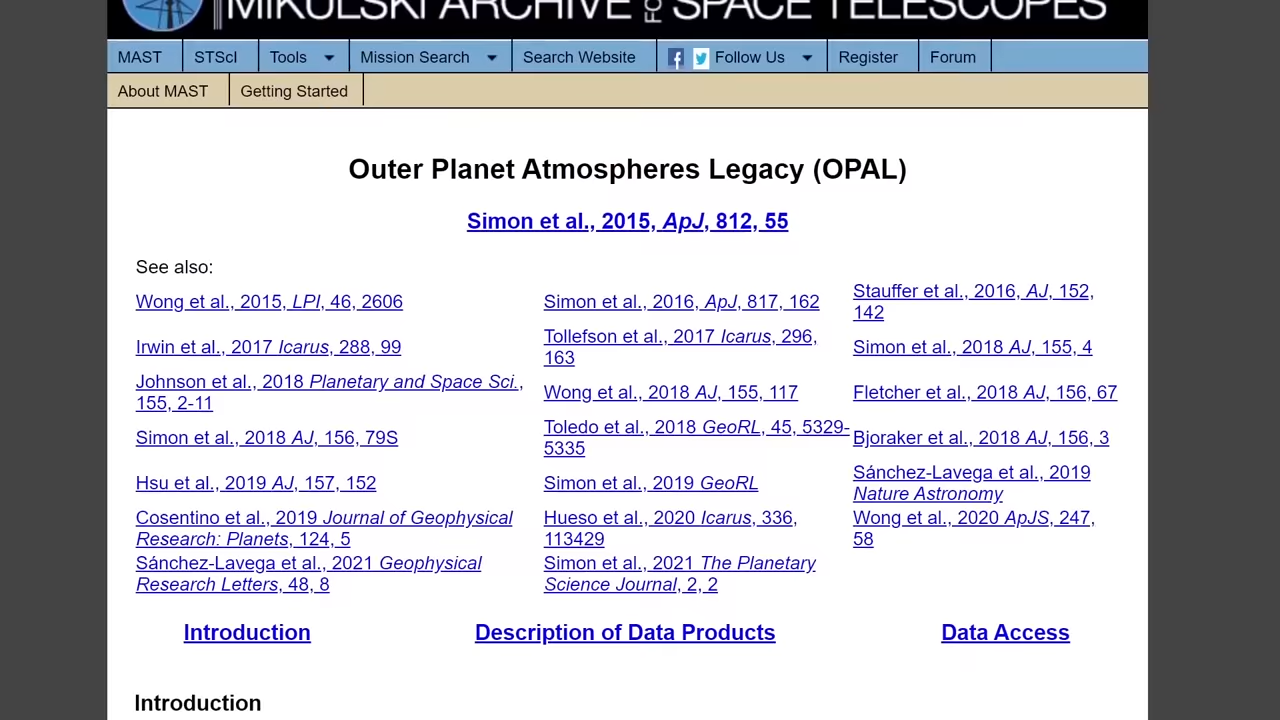 MIKULSKI ARCHIVE FOR SPACE TELESCOPES
MAST STScI Tools Mission Search Search Website Follow Us Register Forum
About MAST Getting Started
Outer Planet Atmospheres Legacy (OPAL)
Simon et al., 2015, ApJ, 812, 55
See also:
Wong et al., 2015, LPI, 46, 2606
Simon et al., 2016, ApJ, 817, 162
Stauffer et al., 2016, AJ, 152,
142
Irwin et al., 2017 Icarus, 288, 99
Tollefson et al., 2017 Icarus, 296,
163
Simon et al., 2018 AJ, 155, 4
Johnson et al., 2018 Planetary and Space Sci.,
155, 2-11
Wong et al., 2018 AJ, 155, 117
Fletcher et al., 2018 AJ, 156, 67
Simon et al., 2018 AJ, 156, 79S
Toledo et al., 2018 GeoRL, 45, 5329-
5335
Bjoraker et al., 2018 AJ, 156, 3
Hsu et al., 2019 AJ, 157, 152
Simon et al., 2019 GeoRL
Sánchez-Lavega et al., 2019
Nature Astronomy
Cosentino et al., 2019 Journal of Geophysical
Research: Planets, 124, 5
Hueso et al., 2020 Icarus, 336,
113429
Wong et al., 2020 ApJS, 247,
58
Sánchez-Lavega et al., 2021 Geophysical
Research Letters, 48, 8
Simon et al., 2021 The Planetary
Science Journal, 2, 2
Introduction Description of Data Products Data Access
Introduction